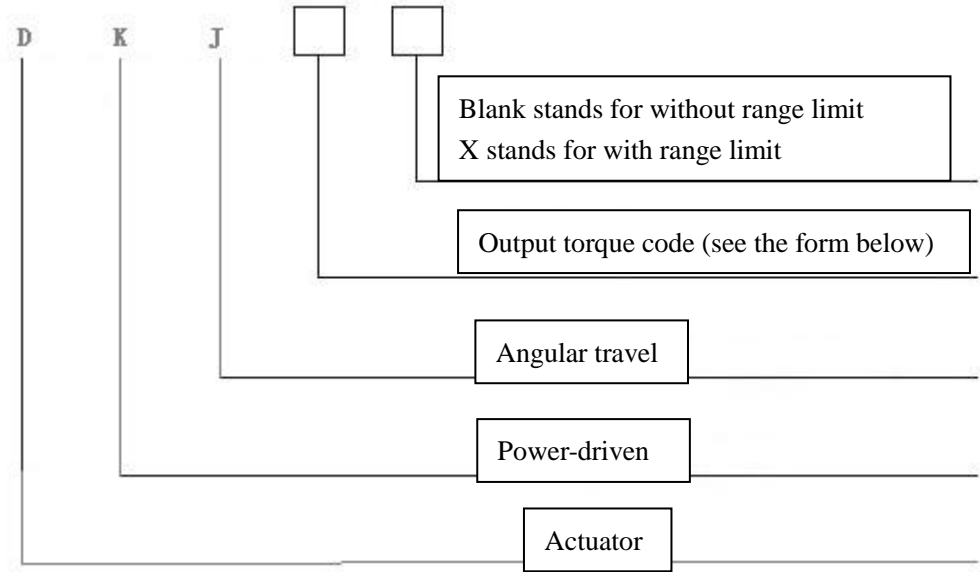 D K J
Blank stands for without range limit
X stands for with range limit
Output torque code (see the form below)
Angular travel
Power-driven
Actuator